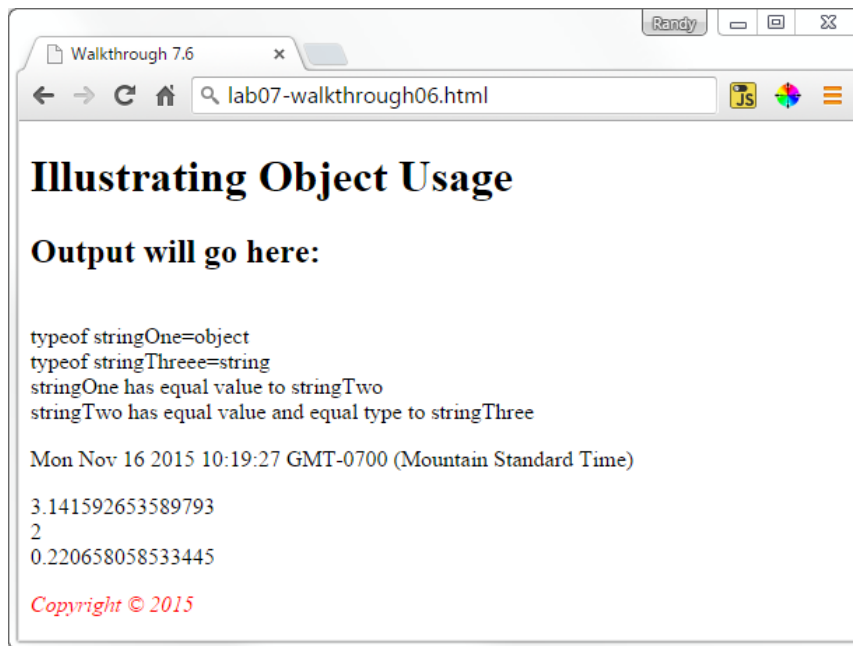 Randy
Walkthrough 7.6
lab07-walkthrough06.html
JS
Illustrating Object Usage
Output will go here:
typeof stringOne=object
typeof stringThreee=string
stringOne has equal value to stringTwo
stringTwo has equal value and equal type to stringThree
Mon Nov 16 2015 10:19:27 GMT-0700 (Mountain Standard Time)
3.141592653589793
2
0.220658058533445
Copyright © 2015